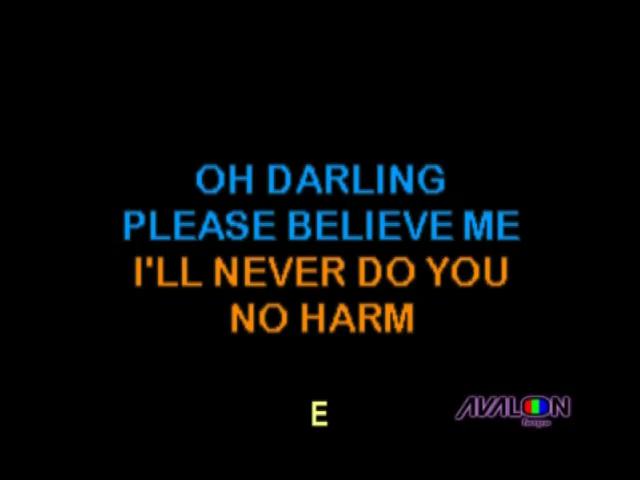 OH DARLING
PLEASE BELIEVE ME
I'LL NEVER DO YOU
NO HARM
E
AVALON